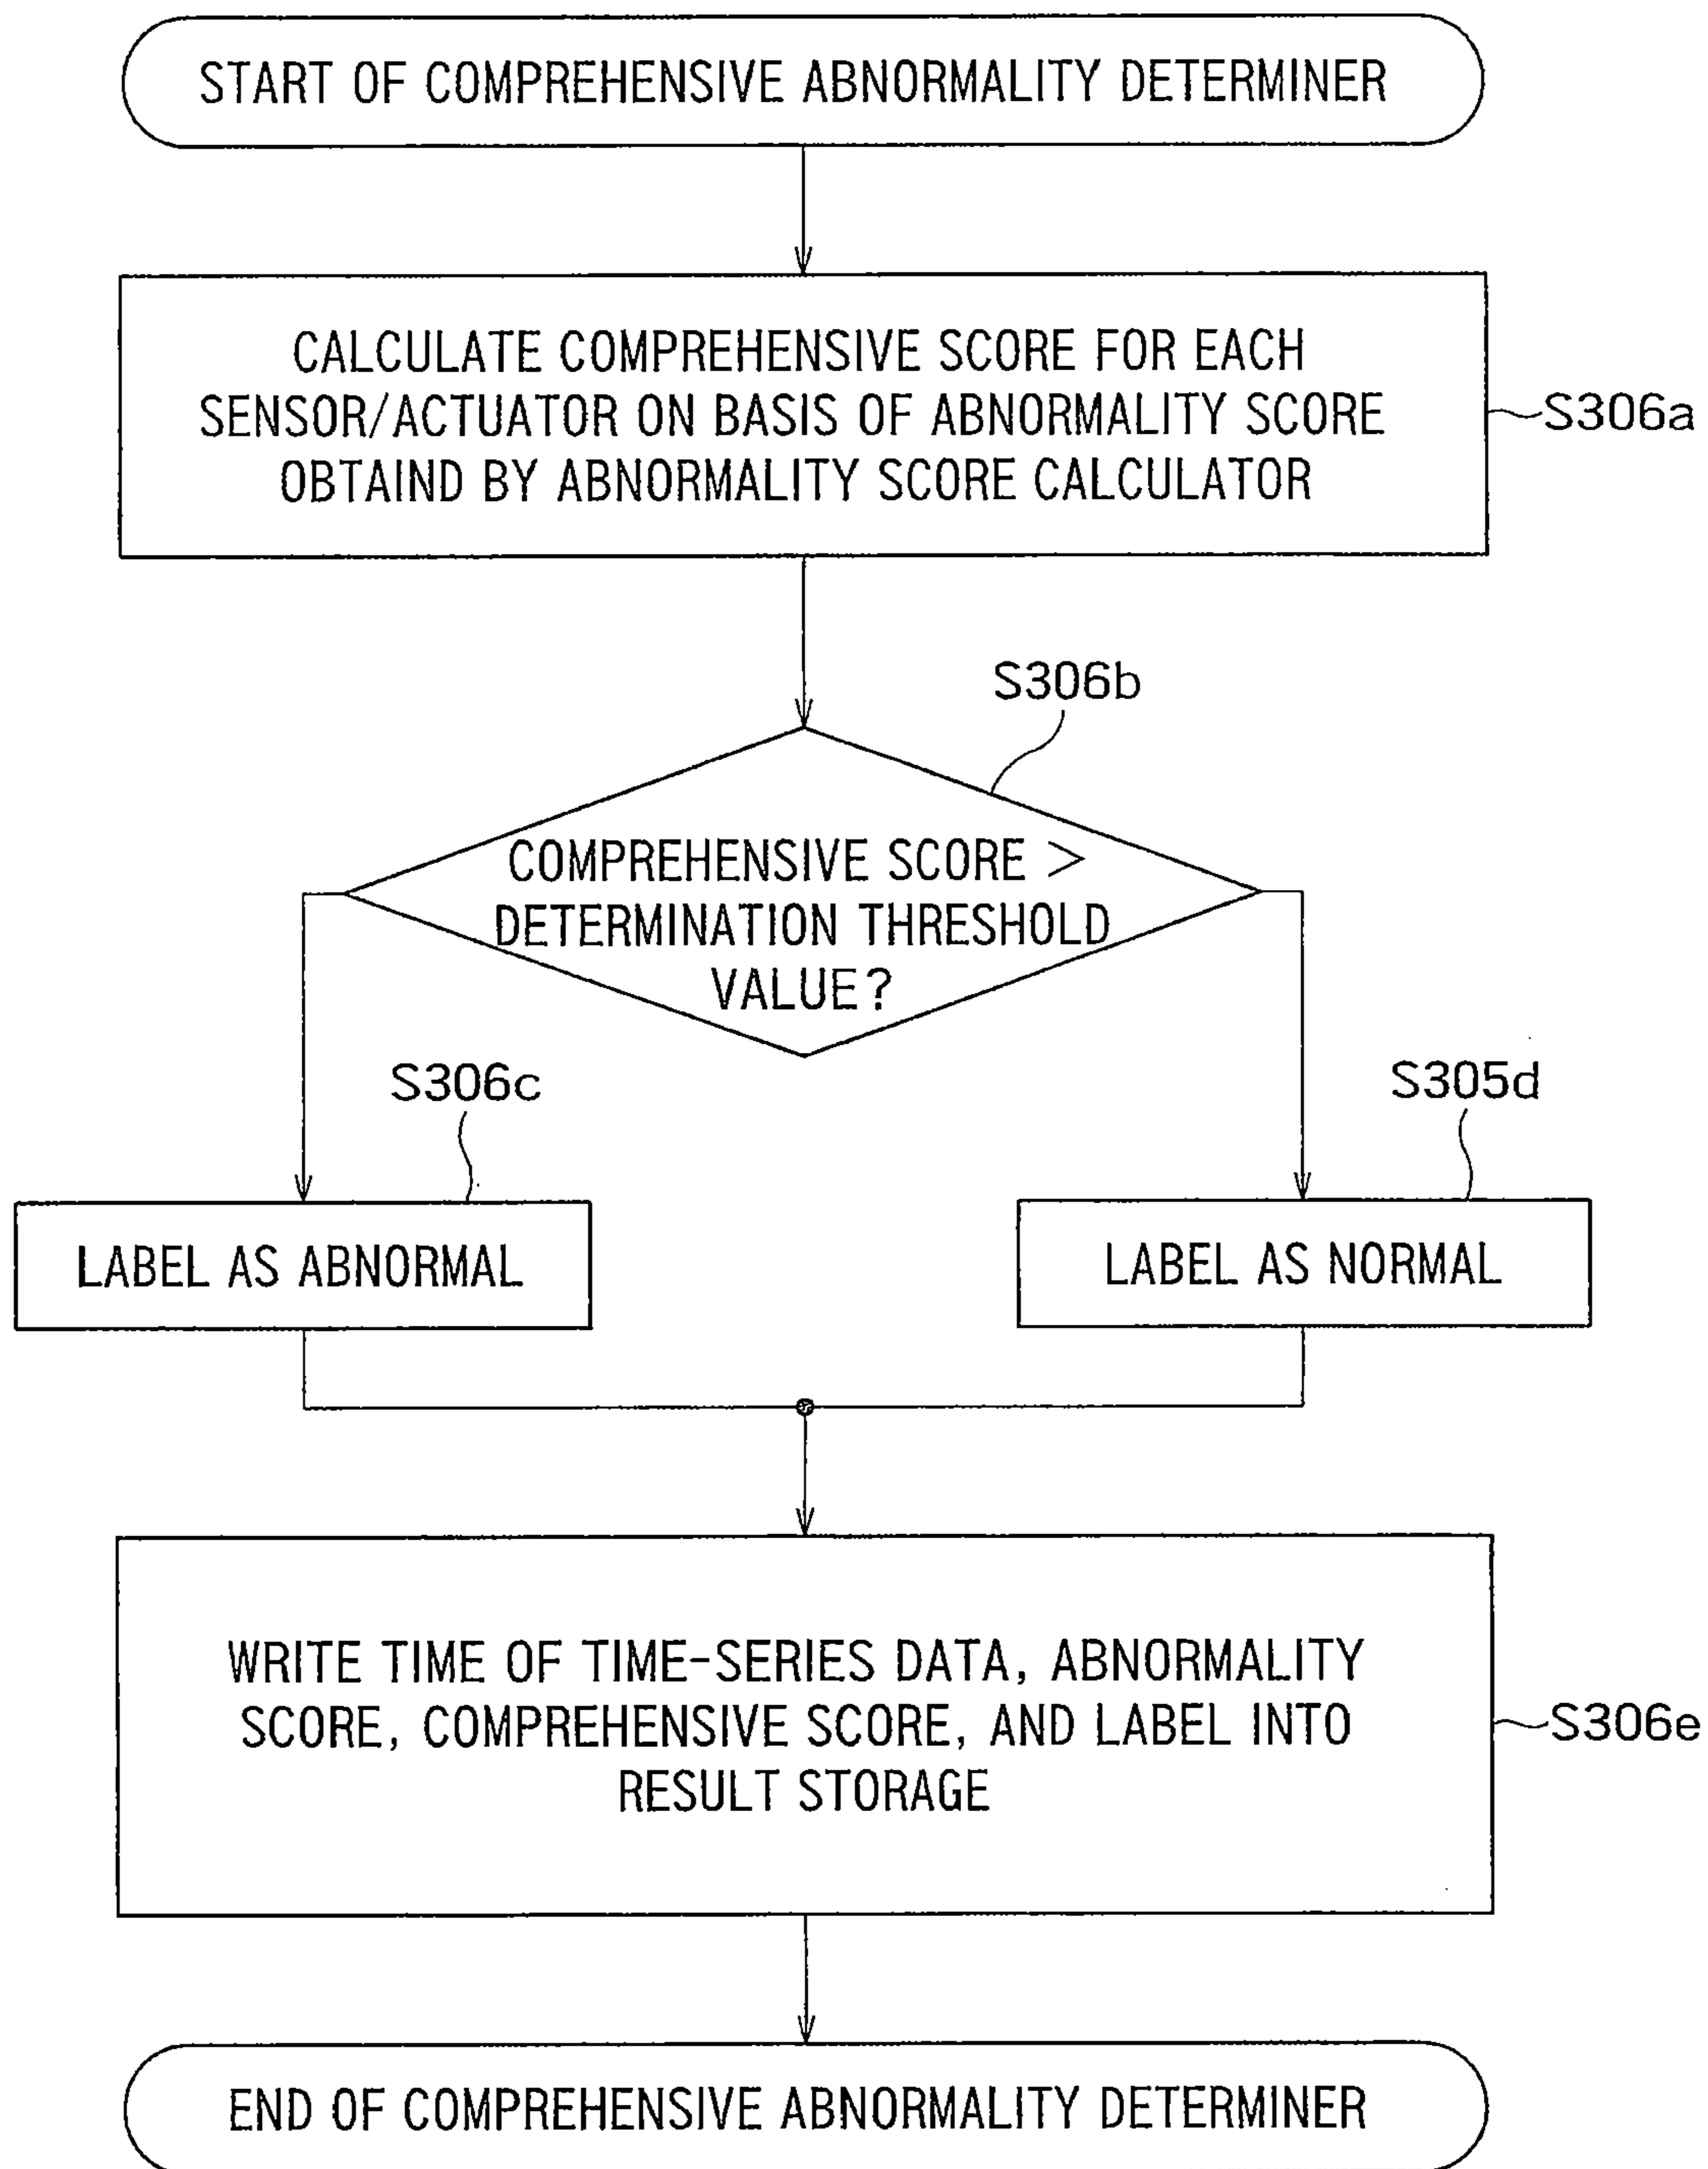 START OF COMPREHENSIVE ABNORMALITY DETERMINER
CALCULATE COMPREHENSIVE SCORE FOR EACH
SENSOR/ACTUATOR ON BASIS OF ABNORMALITY SCORE
OBTAIND BY ABNORMALITY SCORE CALCULATOR
S306a
S306b
COMPREHENSIVE SCORE >
DETERMINATION THRESHOLD
VALUE?
S306c
S305d
LABEL AS ABNORMAL
LABEL AS NORMAL
WRITE TIME OF TIME-SERIES DATA, ABNORMALITY
SCORE, COMPREHENSIVE SCORE, AND LABEL INTO
RESULT STORAGE
S306e
END OF COMPREHENSIVE ABNORMALITY DETERMINER